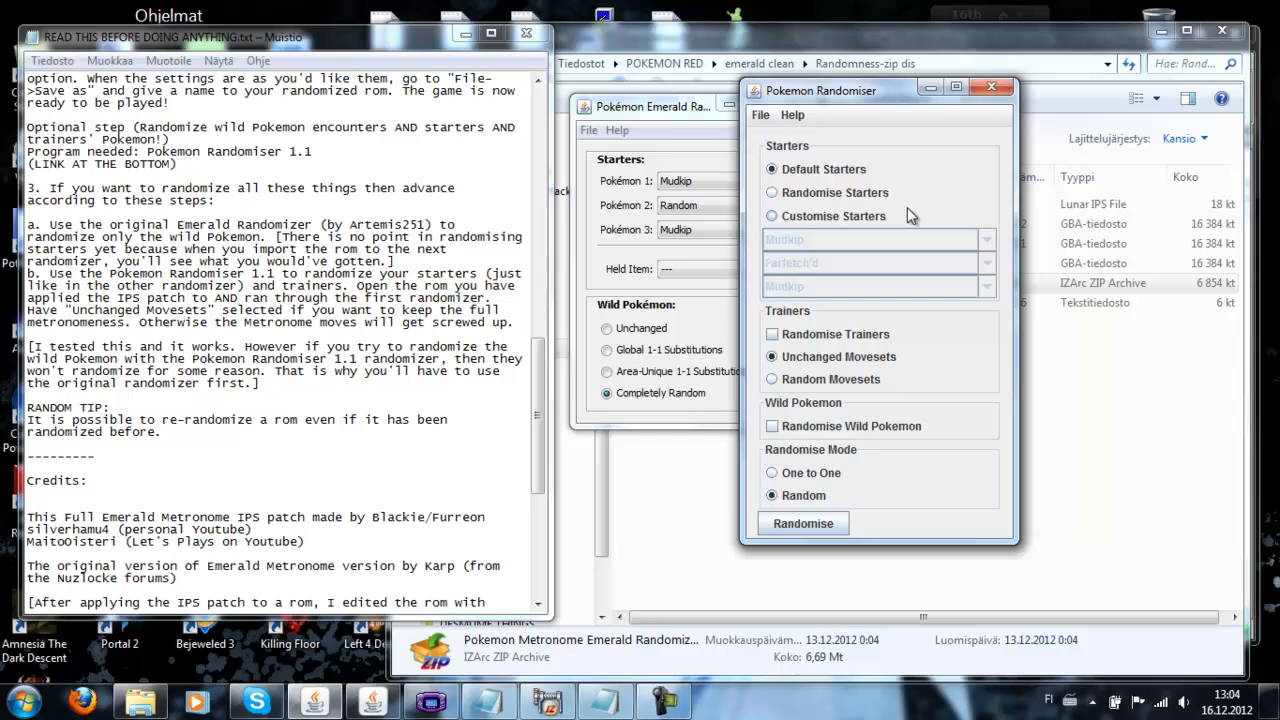 Ohjelmat
16th
READ THIS BEFORE DOING ANYTHING.txt – Muistio
Tiedosto Muokkaa Muotoile Näytä Ohje
option. When the settings are as you'd like them, go to "File-
>Save as" and give a name to your randomized rom. The game is now
ready to be played!
Optional step (Randomize wild Pokemon encounters AND starters AND
trainers' Pokemon!)
Program needed: Pokemon Randomiser 1.1
(LINK AT THE BOTTOM)
3. If you want to randomize all these things then advance
according to these steps:
a. Use the original Emerald Randomizer (by Artemis251) to
randomize only the wild Pokemon. [There is no point in randomising
starters yet because when you import the rom to the next
randomizer, you'll see what you would've gotten.]
b. Use the Pokemon Randomiser 1.1 to randomize your starters (just
like in the other randomizer) and trainers. Open the rom you have
applied the IPS patch to AND ran through the first randomizer.
Have "Unchanged Movesets" selected if you want to keep the full
metronomeness. Otherwise the Metronome moves will get screwed up.
[I tested this and it works. However if you try to randomize the
wild Pokemon with the Pokemon Randomiser 1.1 randomizer, then they
won't randomize for some reason. That is why you'll have to use
the original randomizer first.]
RANDOM TIP:
It is possible to re-randomize a rom even if it has been
randomized before.
---------
Credits:
This Full Emerald Metronome IPS patch made by Blackie/Furreon
silverhamu4 (personal Youtube)
MaitoOisteri (Let's Plays on Youtube)
The original version of Emerald Metronome version by Karp (from
the Nuzlocke forums)
[After applying the IPS patch to a rom, I edited the rom with
Tiedostot POKEMON RED emerald clean Randomness-zip dis
Hae: Rand...
Lajittelujärjestys: Kansio
Tyyppi Koko
Lunar IPS File 18 kt
GBA-tiedosto 16 384 kt
GBA-tiedosto 16 384 kt
IZArc ZIP Archive 6 854 kt
Tekstitiedosto 6 kt
Pokémon Emerald Ra...
File Help
Starters:
Pokémon 1: Mudkip
Pokémon 2: Random
Pokémon 3: Mudkip
Held Item: ---
Wild Pokémon:
Unchanged
Global 1-1 Substitutions
Area-Unique 1-1 Substitutio
Completely Random
Pokemon Randomiser
File Help
Starters
Default Starters
Randomise Starters
Customise Starters
Mudkip
Farfetch'd
Mudkip
Trainers
Randomise Trainers
Unchanged Movesets
Random Movesets
Wild Pokemon
Randomise Wild Pokemon
Randomise Mode
One to One
Random
Randomise
Pokemon Metronome Emerald Randomiz... Muokkauspäiväm... 13.12.2012 0:04 Luomispäivä: 13.12.2012 0:04
IZArc ZIP Archive Koko: 6,69 Mt
ZIP
Amnesia The
Dark Descent
Portal 2
Bejeweled 3
Killing Floor
Left 4 De
FI
13:04
16.12.2012